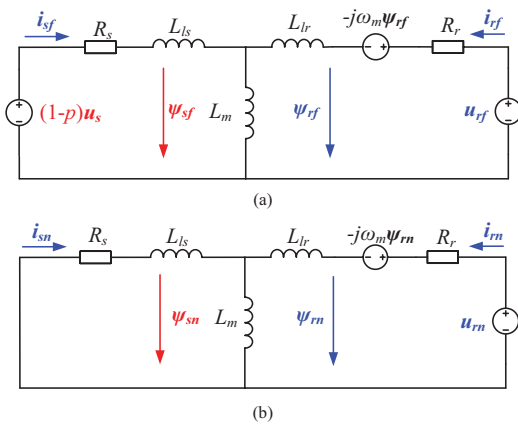 i_sf R_s L_ls L_lr -jω_mψ_rf R_r i_rf
(1-p)u_s ψ_sf L_m ψ_rf u_rf
(a)
i_sn R_s L_ls L_lr -jω_mψ_rn R_r i_rn
ψ_sn L_m ψ_rn u_rn
(b)